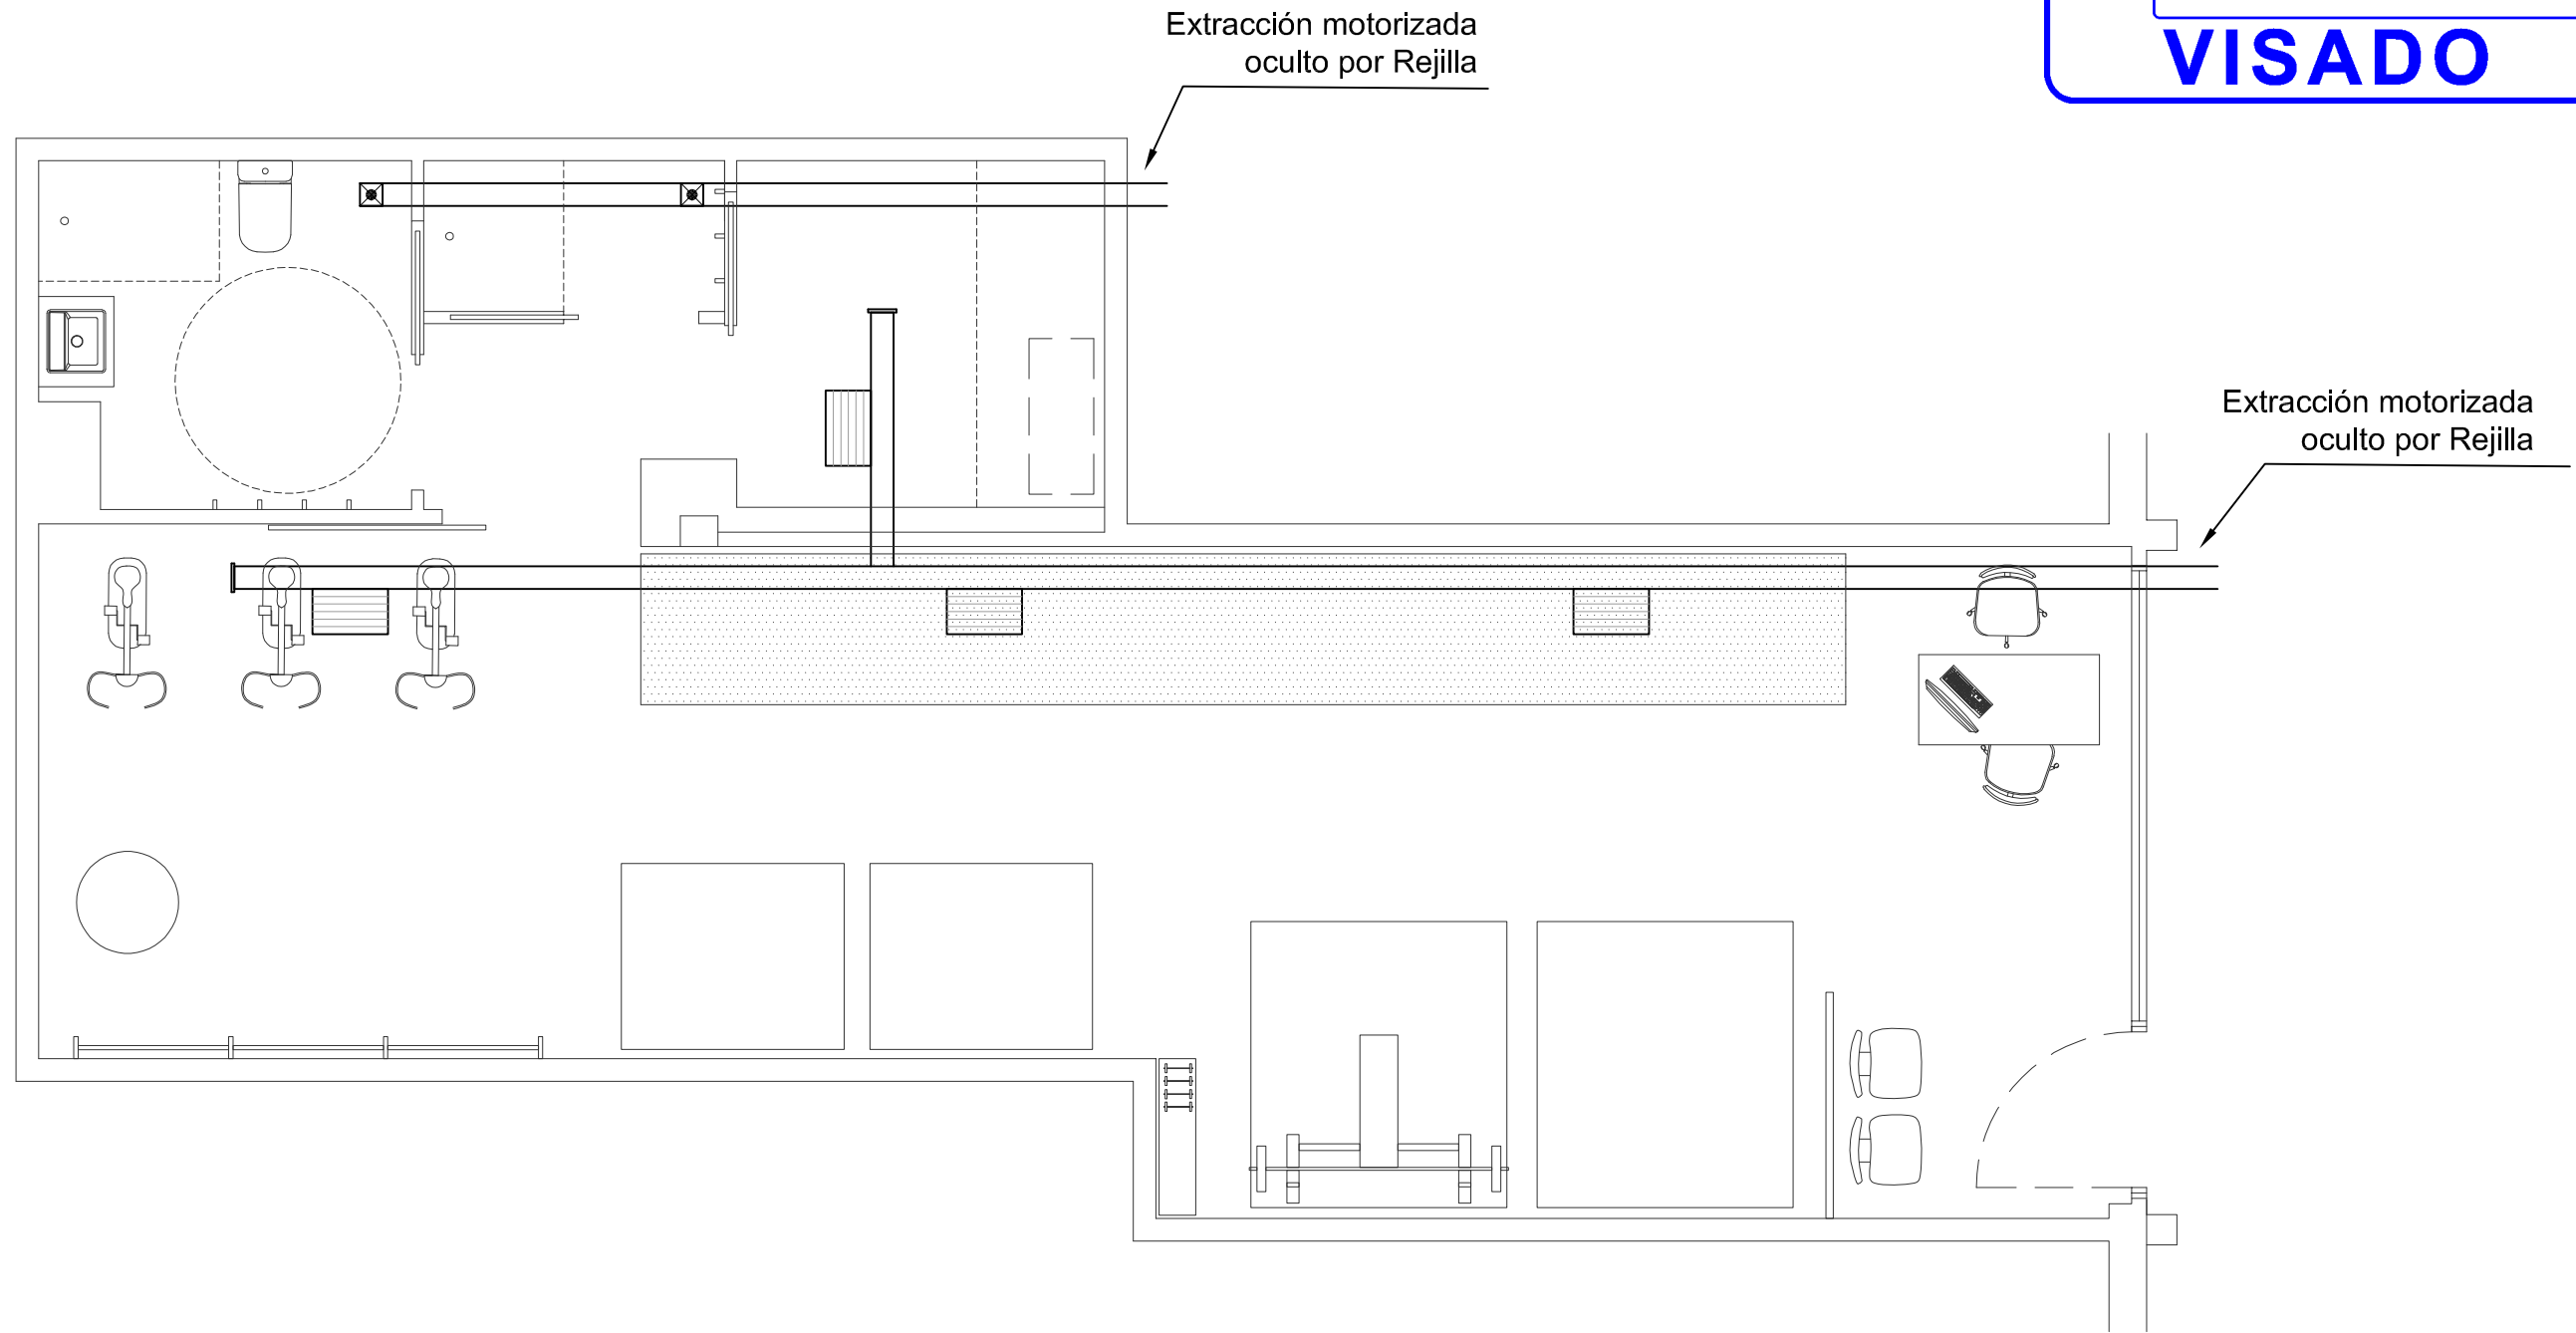 Extracción motorizada
oculto por Rejilla
VISADO
Extracción motorizada
oculto por Rejilla